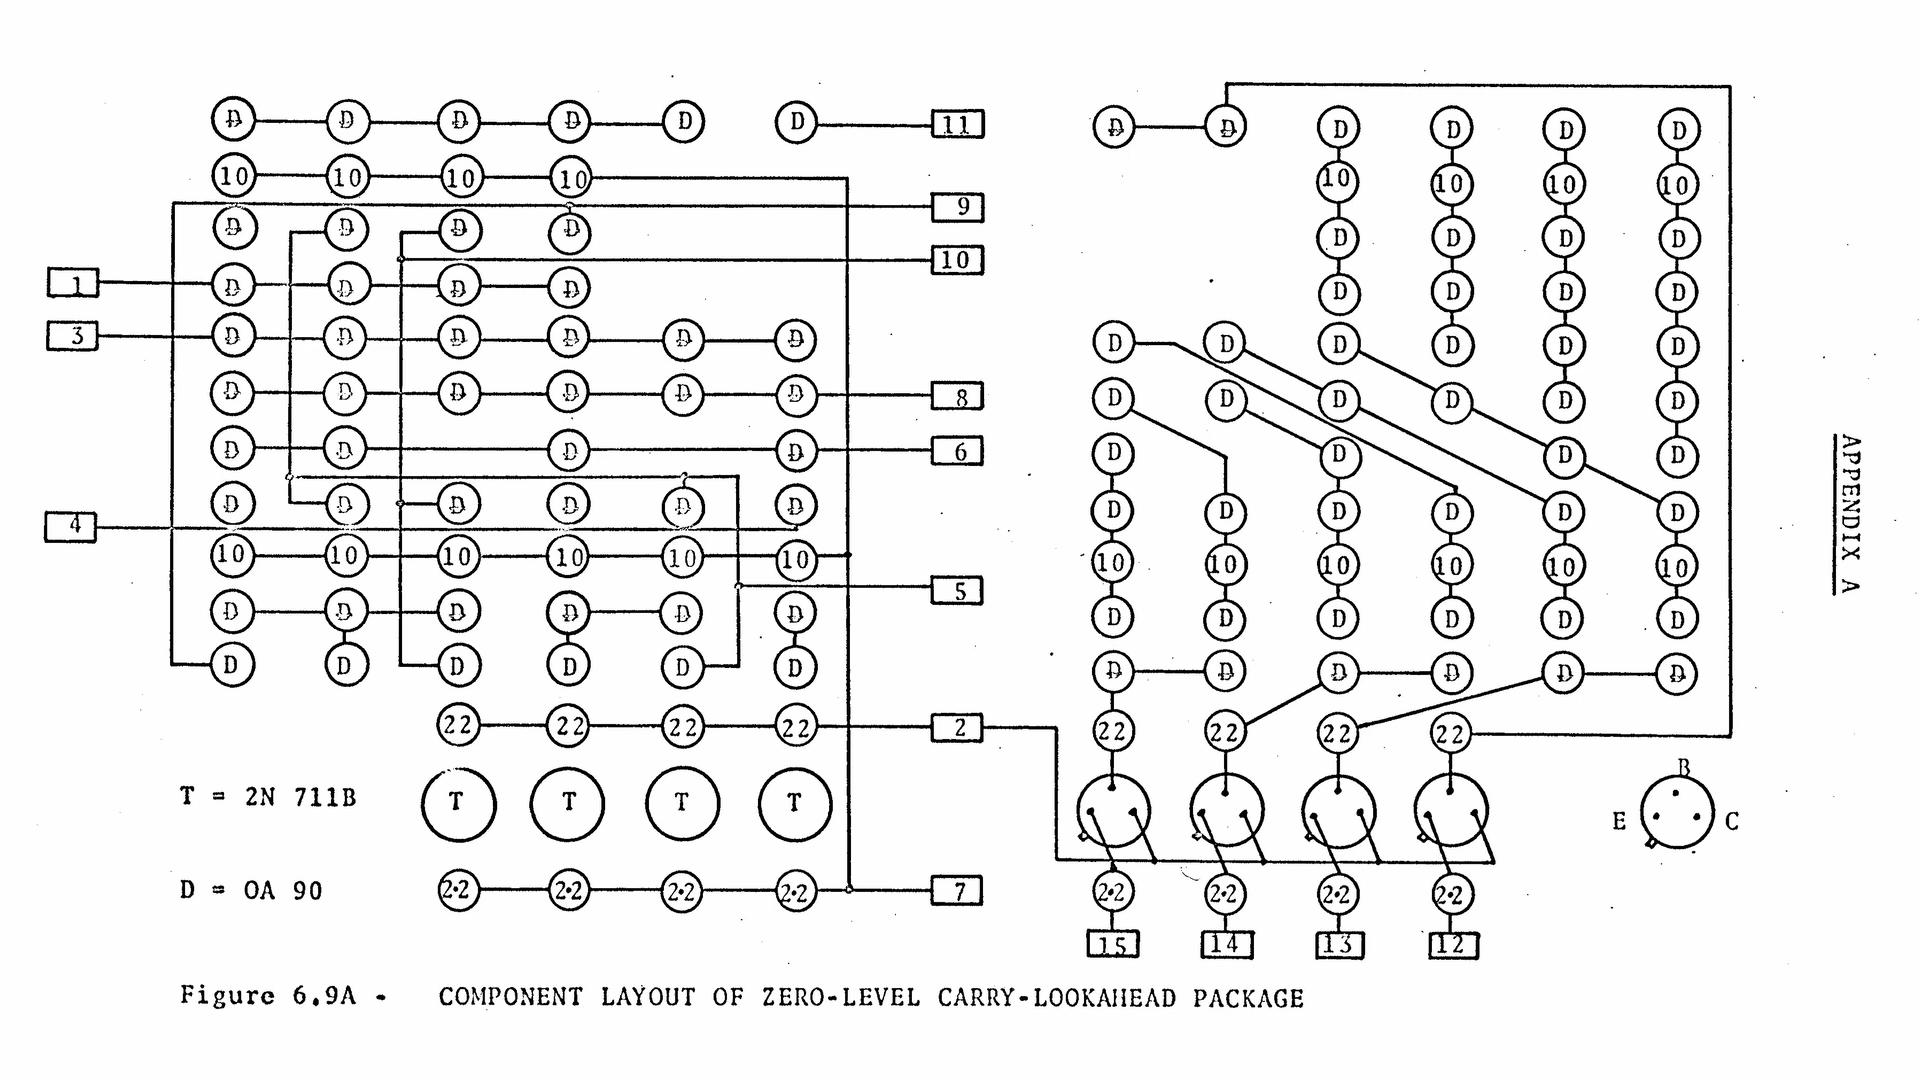 D D D D D D 11 D D D D D D
10 10 10 10 10 10 10 10
9
D D D D D D D D
10
1 D D D D D D D D
3 D D D D D D D D D D D D
D D D D D D 8 D D D D D D
D D D D 6 D D D D
D D D D D D D D D D D D
4
10 10 10 10 10 10 10 10 10 10 10 10
5
D D D D D D D D D D D D
D D D D D D D D D D D D
22 22 22 22 2 22 22 22 22
B
T = 2N 711B T T T T E C
D = OA 90 2·2 2·2 2·2 2·2 7 2·2 2·2 2·2 2·2
15 14 13 12
Figure 6.9A - COMPONENT LAYOUT OF ZERO-LEVEL CARRY-LOOKAHEAD PACKAGE
APPENDIX A